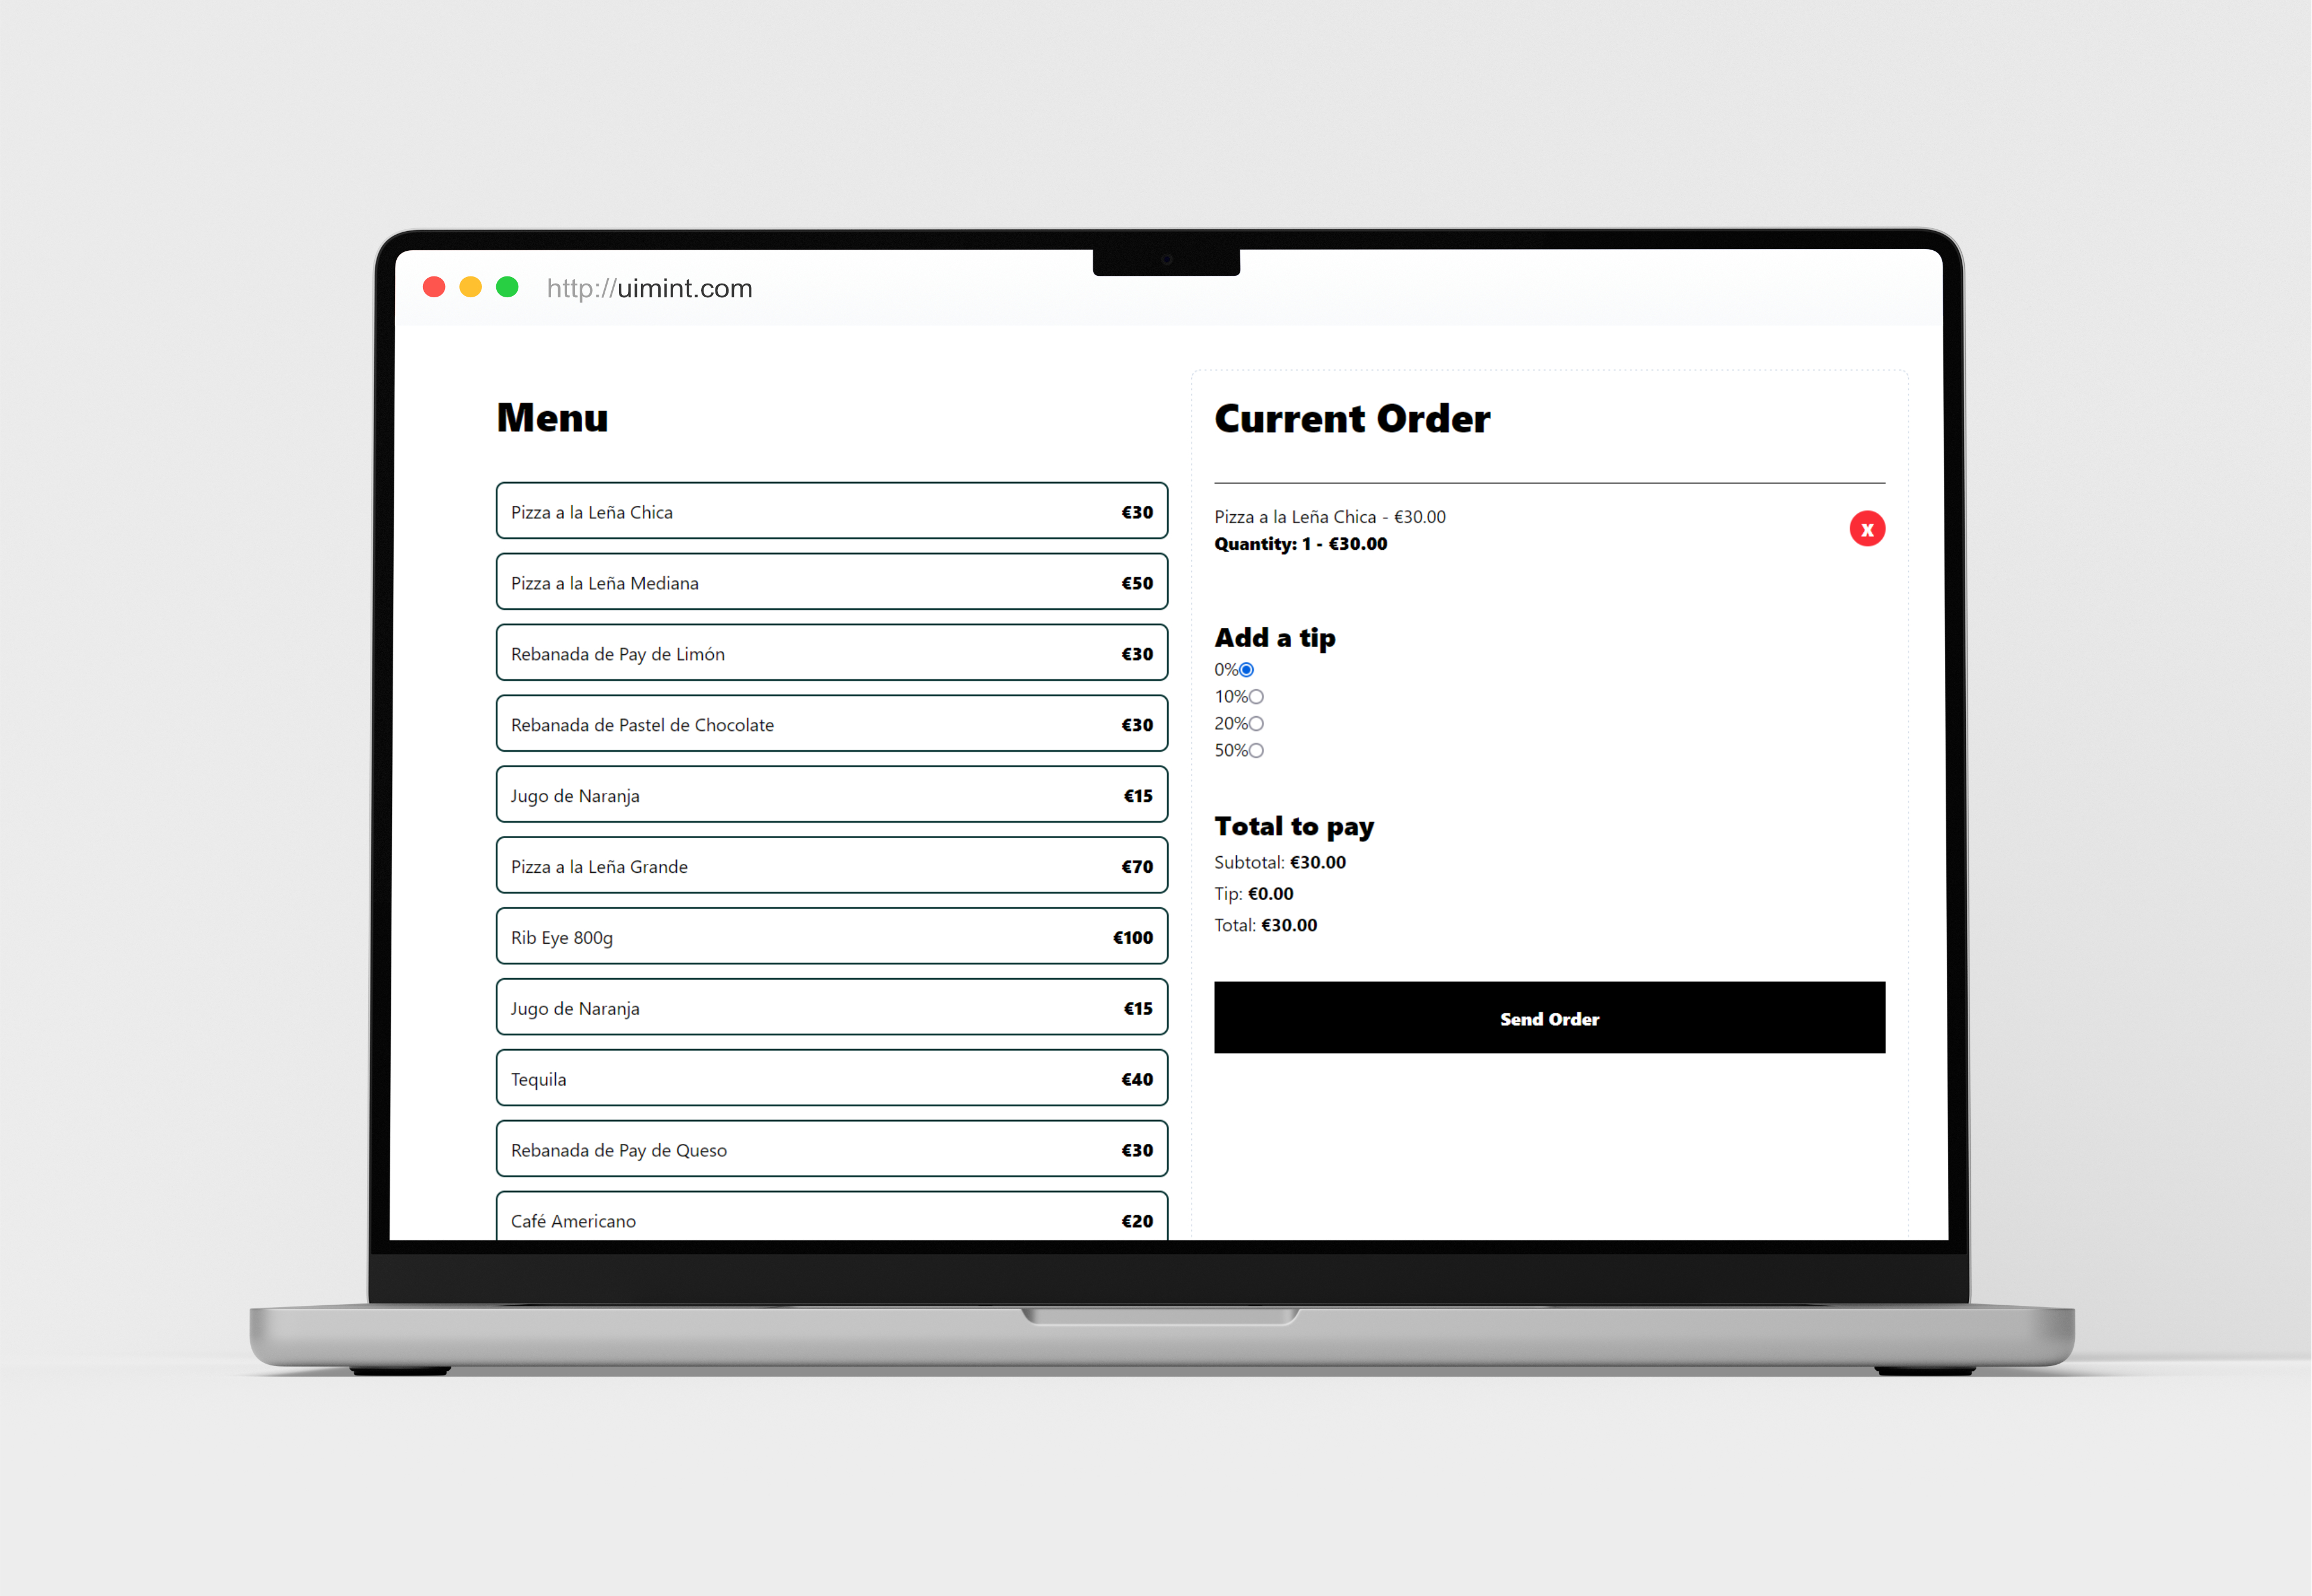 http://uimint.com
Menu
Pizza a la Leña Chica €30
Pizza a la Leña Mediana €50
Rebanada de Pay de Limón €30
Rebanada de Pastel de Chocolate €30
Jugo de Naranja €15
Pizza a la Leña Grande €70
Rib Eye 800g €100
Jugo de Naranja €15
Tequila €40
Rebanada de Pay de Queso €30
Café Americano €20
Current Order
Pizza a la Leña Chica - €30.00
x
Quantity: 1 - €30.00
Add a tip
0%
10%
20%
50%
Total to pay
Subtotal: €30.00
Tip: €0.00
Total: €30.00
Send Order